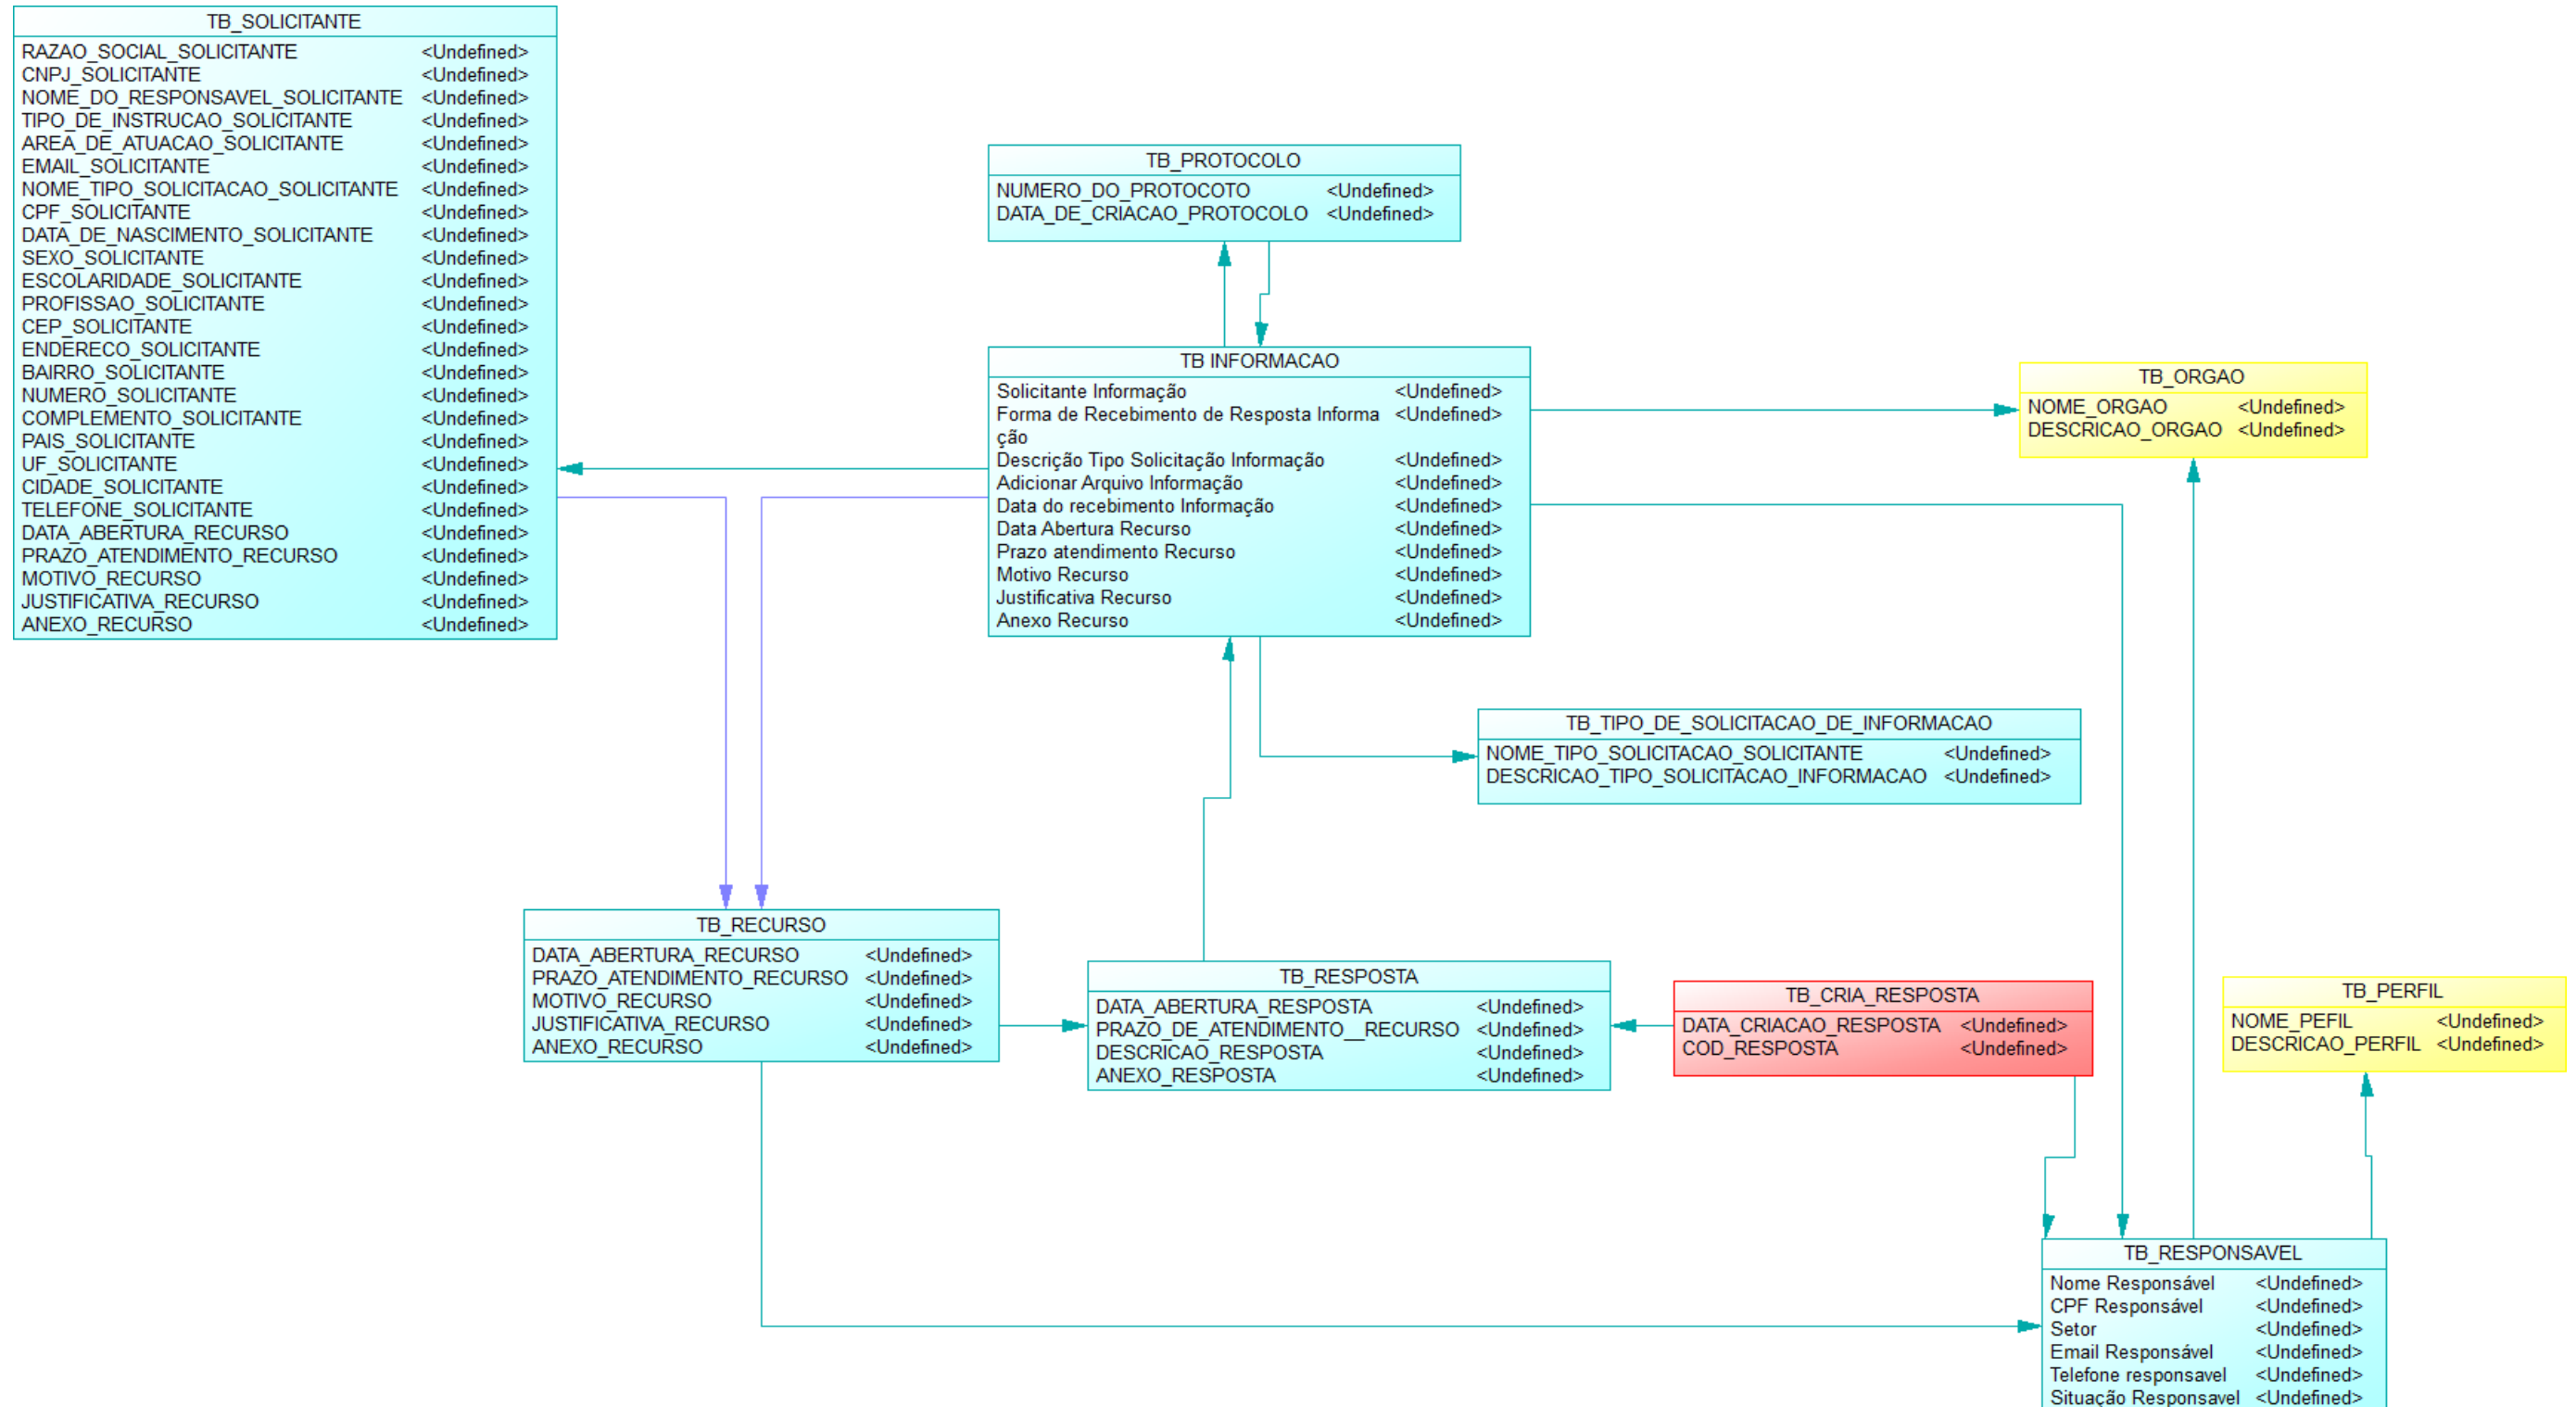 TB_SOLICITANTE
RAZAO_SOCIAL_SOLICITANTE <Undefined>
CNPJ_SOLICITANTE <Undefined>
NOME_DO_RESPONSAVEL_SOLICITANTE <Undefined>
TIPO_DE_INSTRUCAO_SOLICITANTE <Undefined>
AREA_DE_ATUACAO_SOLICITANTE <Undefined>
EMAIL_SOLICITANTE <Undefined>
NOME_TIPO_SOLICITACAO_SOLICITANTE <Undefined>
CPF_SOLICITANTE <Undefined>
DATA_DE_NASCIMENTO_SOLICITANTE <Undefined>
SEXO_SOLICITANTE <Undefined>
ESCOLARIDADE_SOLICITANTE <Undefined>
PROFISSAO_SOLICITANTE <Undefined>
CEP_SOLICITANTE <Undefined>
ENDERECO_SOLICITANTE <Undefined>
BAIRRO_SOLICITANTE <Undefined>
NUMERO_SOLICITANTE <Undefined>
COMPLEMENTO_SOLICITANTE <Undefined>
PAIS_SOLICITANTE <Undefined>
UF_SOLICITANTE <Undefined>
CIDADE_SOLICITANTE <Undefined>
TELEFONE_SOLICITANTE <Undefined>
DATA_ABERTURA_RECURSO <Undefined>
PRAZO_ATENDIMENTO_RECURSO <Undefined>
MOTIVO_RECURSO <Undefined>
JUSTIFICATIVA_RECURSO <Undefined>
ANEXO_RECURSO <Undefined>
TB_PROTOCOLO
NUMERO_DO_PROTOCOTO <Undefined>
DATA_DE_CRIACAO_PROTOCOLO <Undefined>
TB INFORMACAO
Solicitante Informação <Undefined>
Forma de Recebimento de Resposta Informa <Undefined>
ção
Descrição Tipo Solicitação Informação <Undefined>
Adicionar Arquivo Informação <Undefined>
Data do recebimento Informação <Undefined>
Data Abertura Recurso <Undefined>
Prazo atendimento Recurso <Undefined>
Motivo Recurso <Undefined>
Justificativa Recurso <Undefined>
Anexo Recurso <Undefined>
TB_ORGAO
NOME_ORGAO <Undefined>
DESCRICAO_ORGAO <Undefined>
TB_TIPO_DE_SOLICITACAO_DE_INFORMACAO
NOME_TIPO_SOLICITACAO_SOLICITANTE <Undefined>
DESCRICAO_TIPO_SOLICITACAO_INFORMACAO <Undefined>
TB_RECURSO
DATA_ABERTURA_RECURSO <Undefined>
PRAZO_ATENDIMENTO_RECURSO <Undefined>
MOTIVO_RECURSO <Undefined>
JUSTIFICATIVA_RECURSO <Undefined>
ANEXO_RECURSO <Undefined>
TB_RESPOSTA
DATA_ABERTURA_RESPOSTA <Undefined>
PRAZO_DE_ATENDIMENTO__RECURSO <Undefined>
DESCRICAO_RESPOSTA <Undefined>
ANEXO_RESPOSTA <Undefined>
TB_CRIA_RESPOSTA
DATA_CRIACAO_RESPOSTA <Undefined>
COD_RESPOSTA <Undefined>
TB_PERFIL
NOME_PEFIL <Undefined>
DESCRICAO_PERFIL <Undefined>
TB_RESPONSAVEL
Nome Responsável <Undefined>
CPF Responsável <Undefined>
Setor <Undefined>
Email Responsável <Undefined>
Telefone responsavel <Undefined>
Situação Responsavel <Undefined>